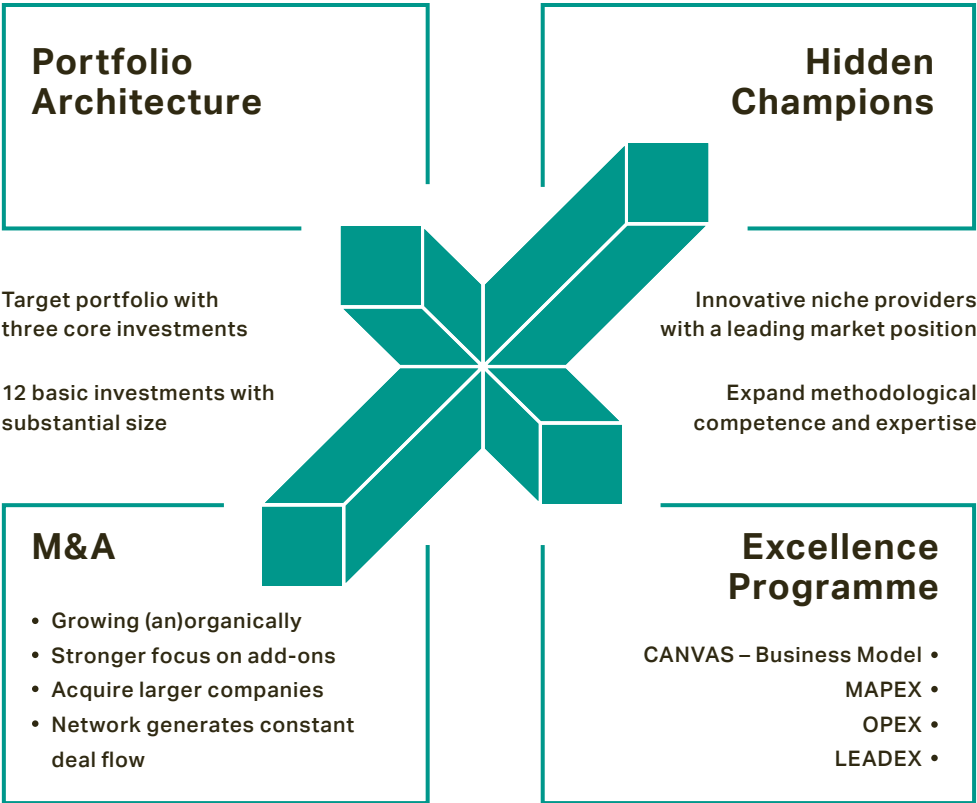 Portfolio
Architecture
Hidden
Champions
Target portfolio with
three core investments
12 basic investments with
substantial size
Innovative niche providers
with a leading market position
Expand methodological
competence and expertise
M&A
• Growing (an)organically
• Stronger focus on add-ons
• Acquire larger companies
• Network generates constant
deal flow
Excellence
Programme
CANVAS – Business Model •
MAPEX •
OPEX •
LEADEX •